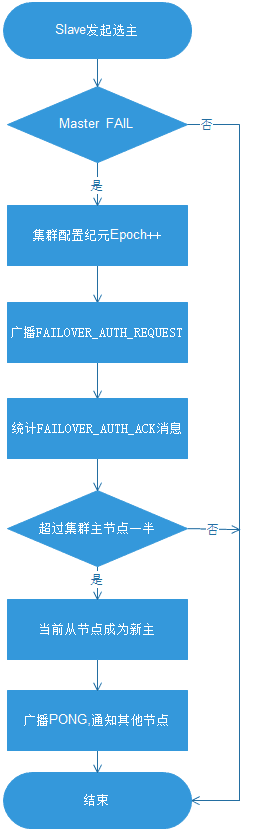 Slave发起选主
Master FAIL
否
是
集群配置纪元Epoch++
广播FAILOVER_AUTH_REQUEST
统计FAILOVER_AUTH_ACK消息
超过集群主节点一半
否
是
当前从节点成为新主
广播PONG,通知其他节点
结束